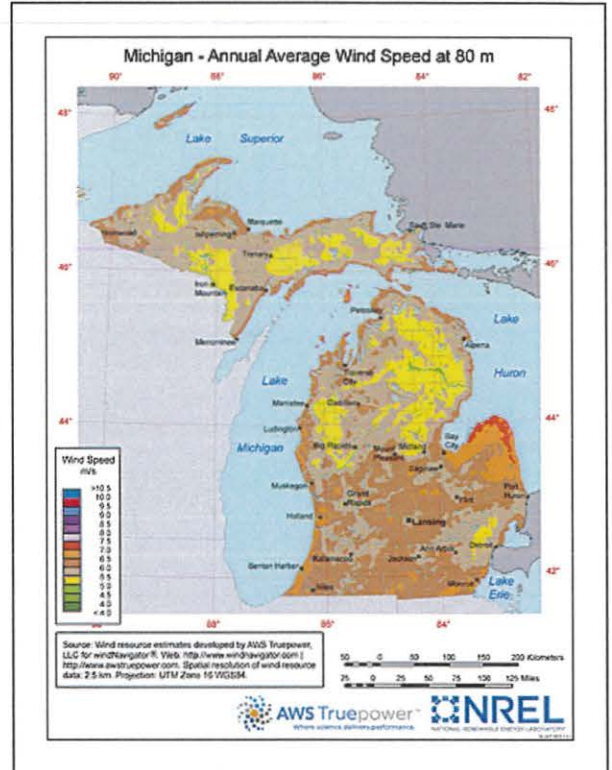 Michigan - Annual Average Wind Speed at 80 m
90° 88° 86° 84° 82°
48° 48°
Lake Superior
Marquette
Ironwood
Ishpeming
Sault Ste. Marie
Trenary
46° 46°
Iron Mountain
Escanaba
Petoskey
Lake
Menominee
Alpena
Traverse City
Huron
Lake
Manistee
Cadillac
44° 44°
Ludington
Michigan
Big Rapids
Mount Pleasant
Midland
Bay City
Wind Speed
m/s
Saginaw
>10.5
10.0
9.5
9.0
8.5
8.0
7.5
7.0
6.5
6.0
5.5
5.0
4.5
4.0
<4.0
Muskegon
Grand Rapids
Flint
Port Huron
Holland
Lansing
Kalamazoo
Jackson
Ann Arbor
Detroit
Benton Harbor
42° 42°
Niles
Monroe
Lake Erie
88° 86° 84°
Source: Wind resource estimates developed by AWS Truepower,
LLC for windNavigator®. Web: http://www.windnavigator.com |
http://www.awstruepower.com. Spatial resolution of wind resource
data: 2.5 km. Projection: UTM Zone 16 WGS84.
50 0 50 100 150 200 Kilometers
25 0 25 50 75 100 125 Miles
AWS Truepower™
Where science delivers performance.
NREL
NATIONAL RENEWABLE ENERGY LABORATORY